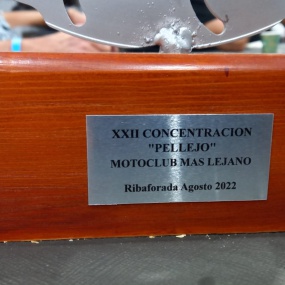 XXII CONCENTRACION
"PELLEJO"
MOTOCLUB MAS LEJANO
Ribaforada Agosto 2022